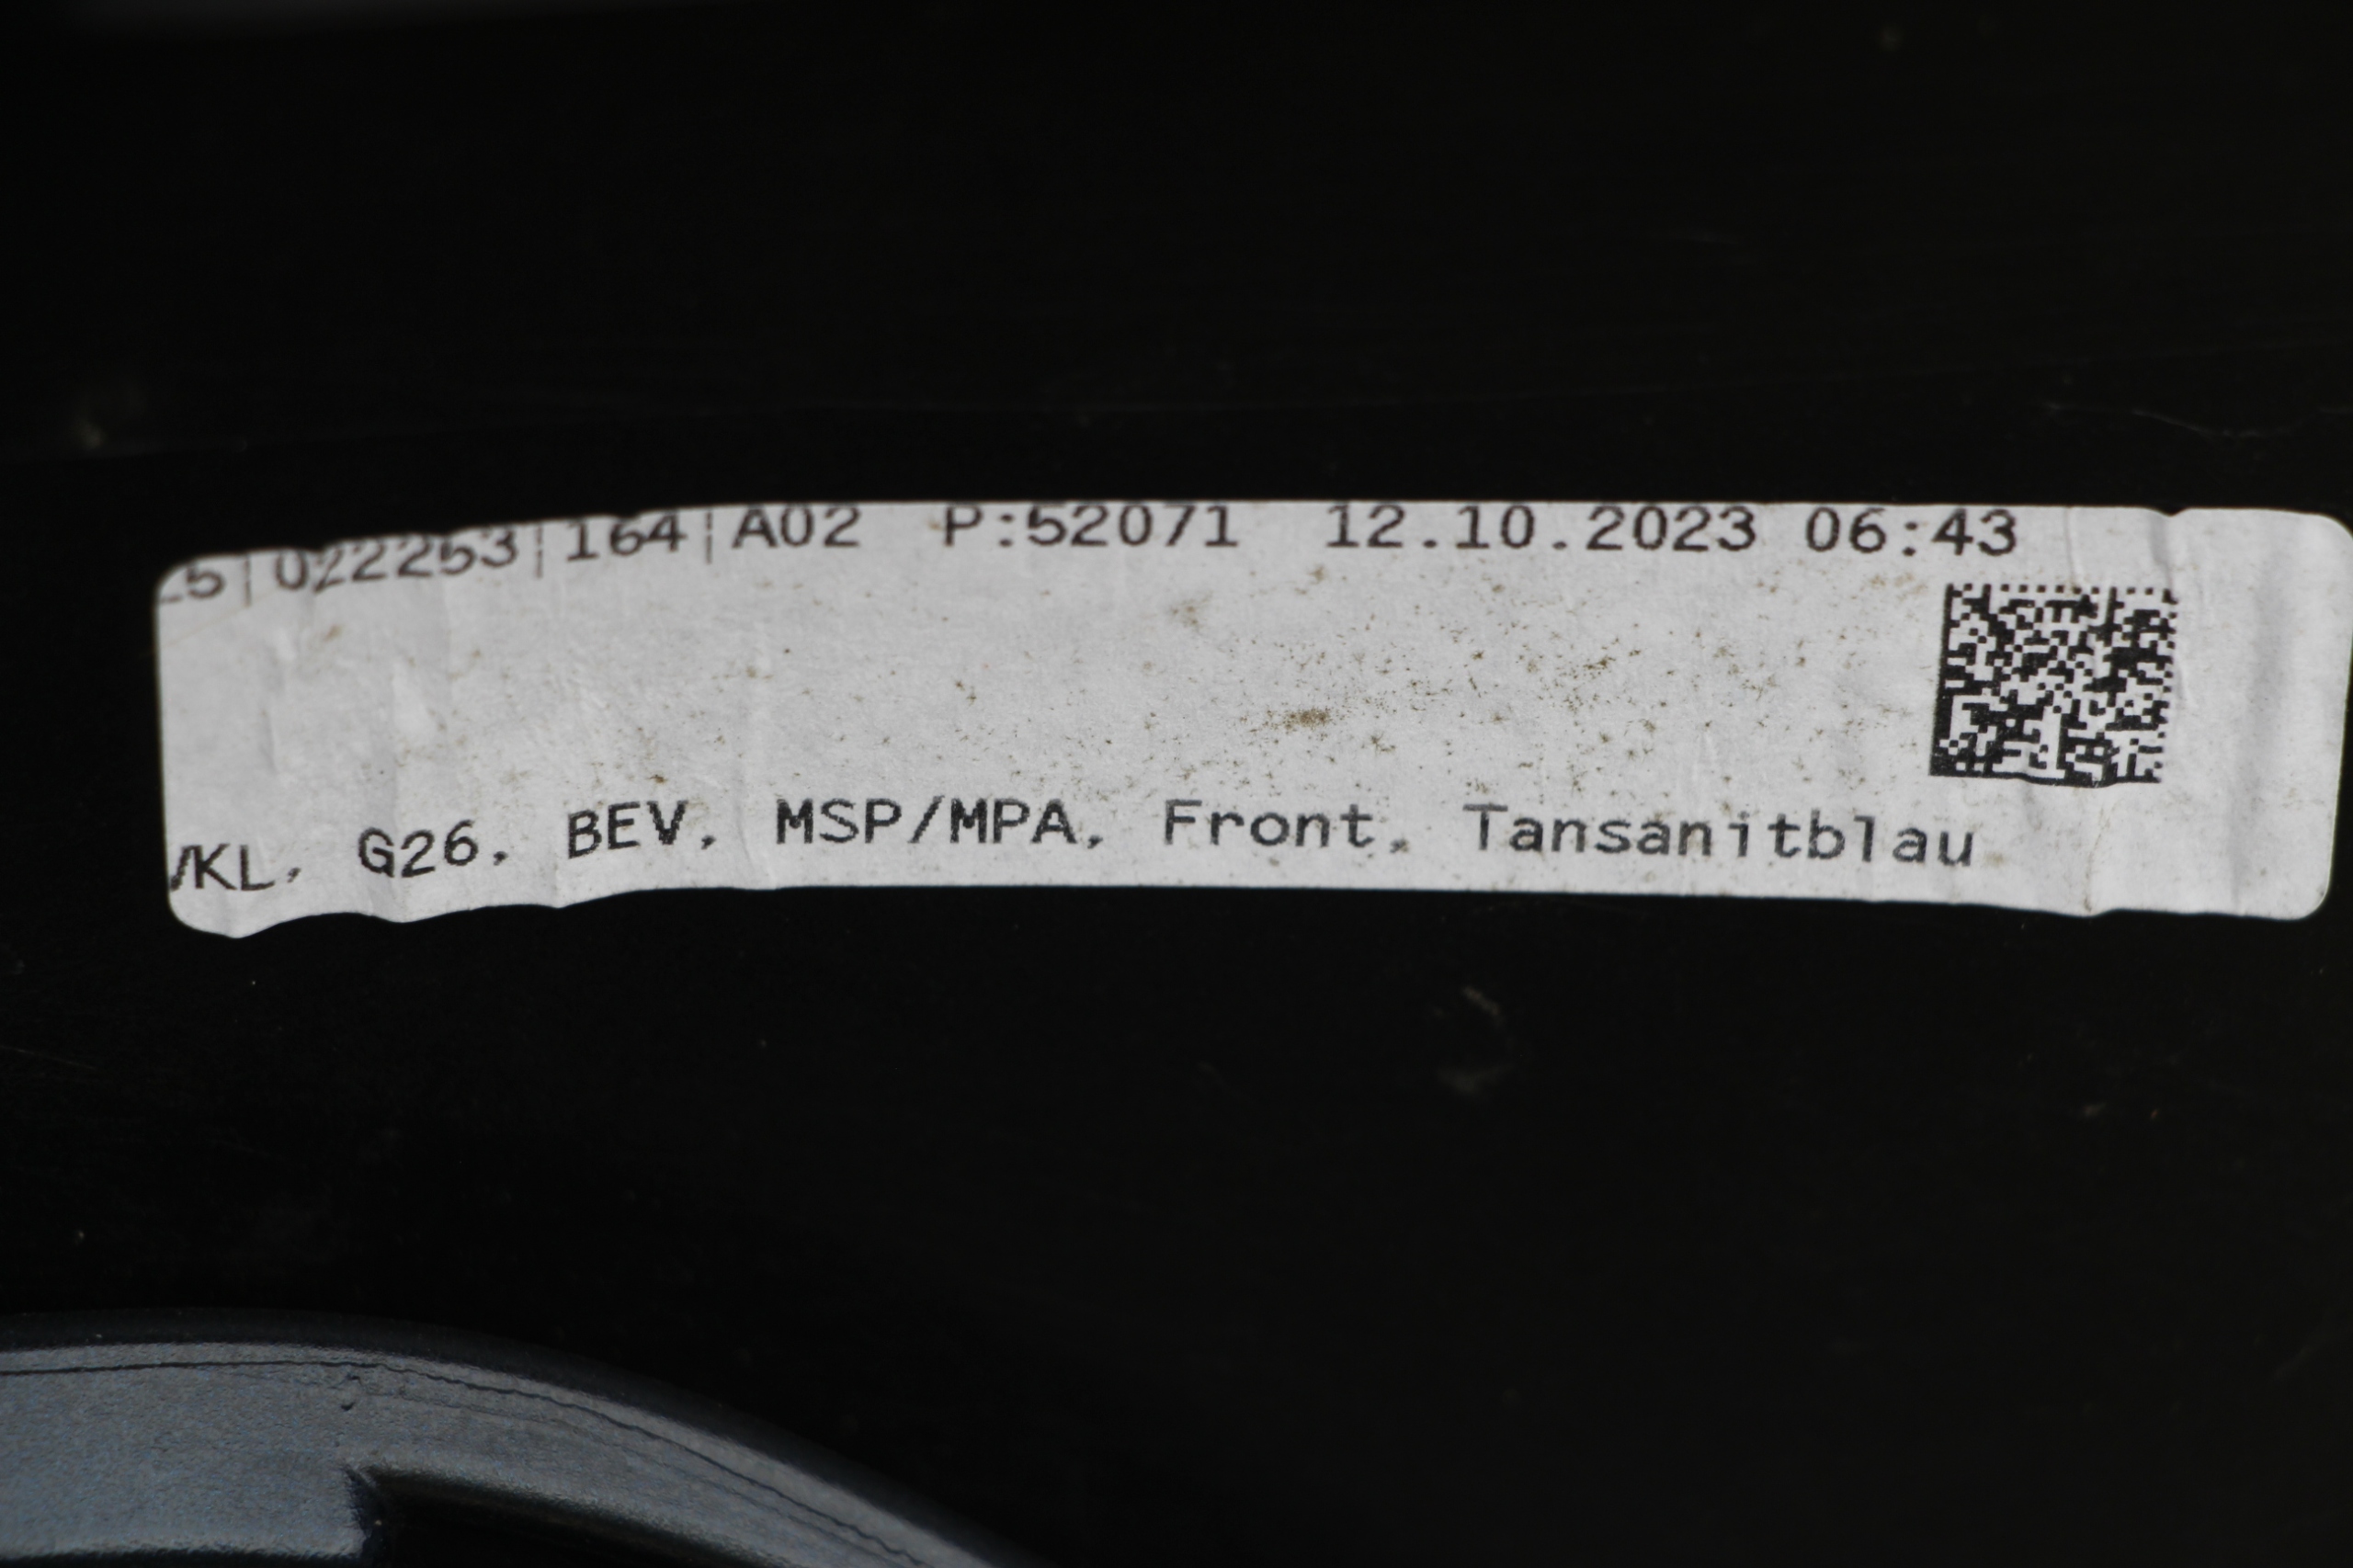 5|022253|164|A02 P:52071 12.10.2023 06:43
/KL, G26, BEV, MSP/MPA, Front, Tansanitblau